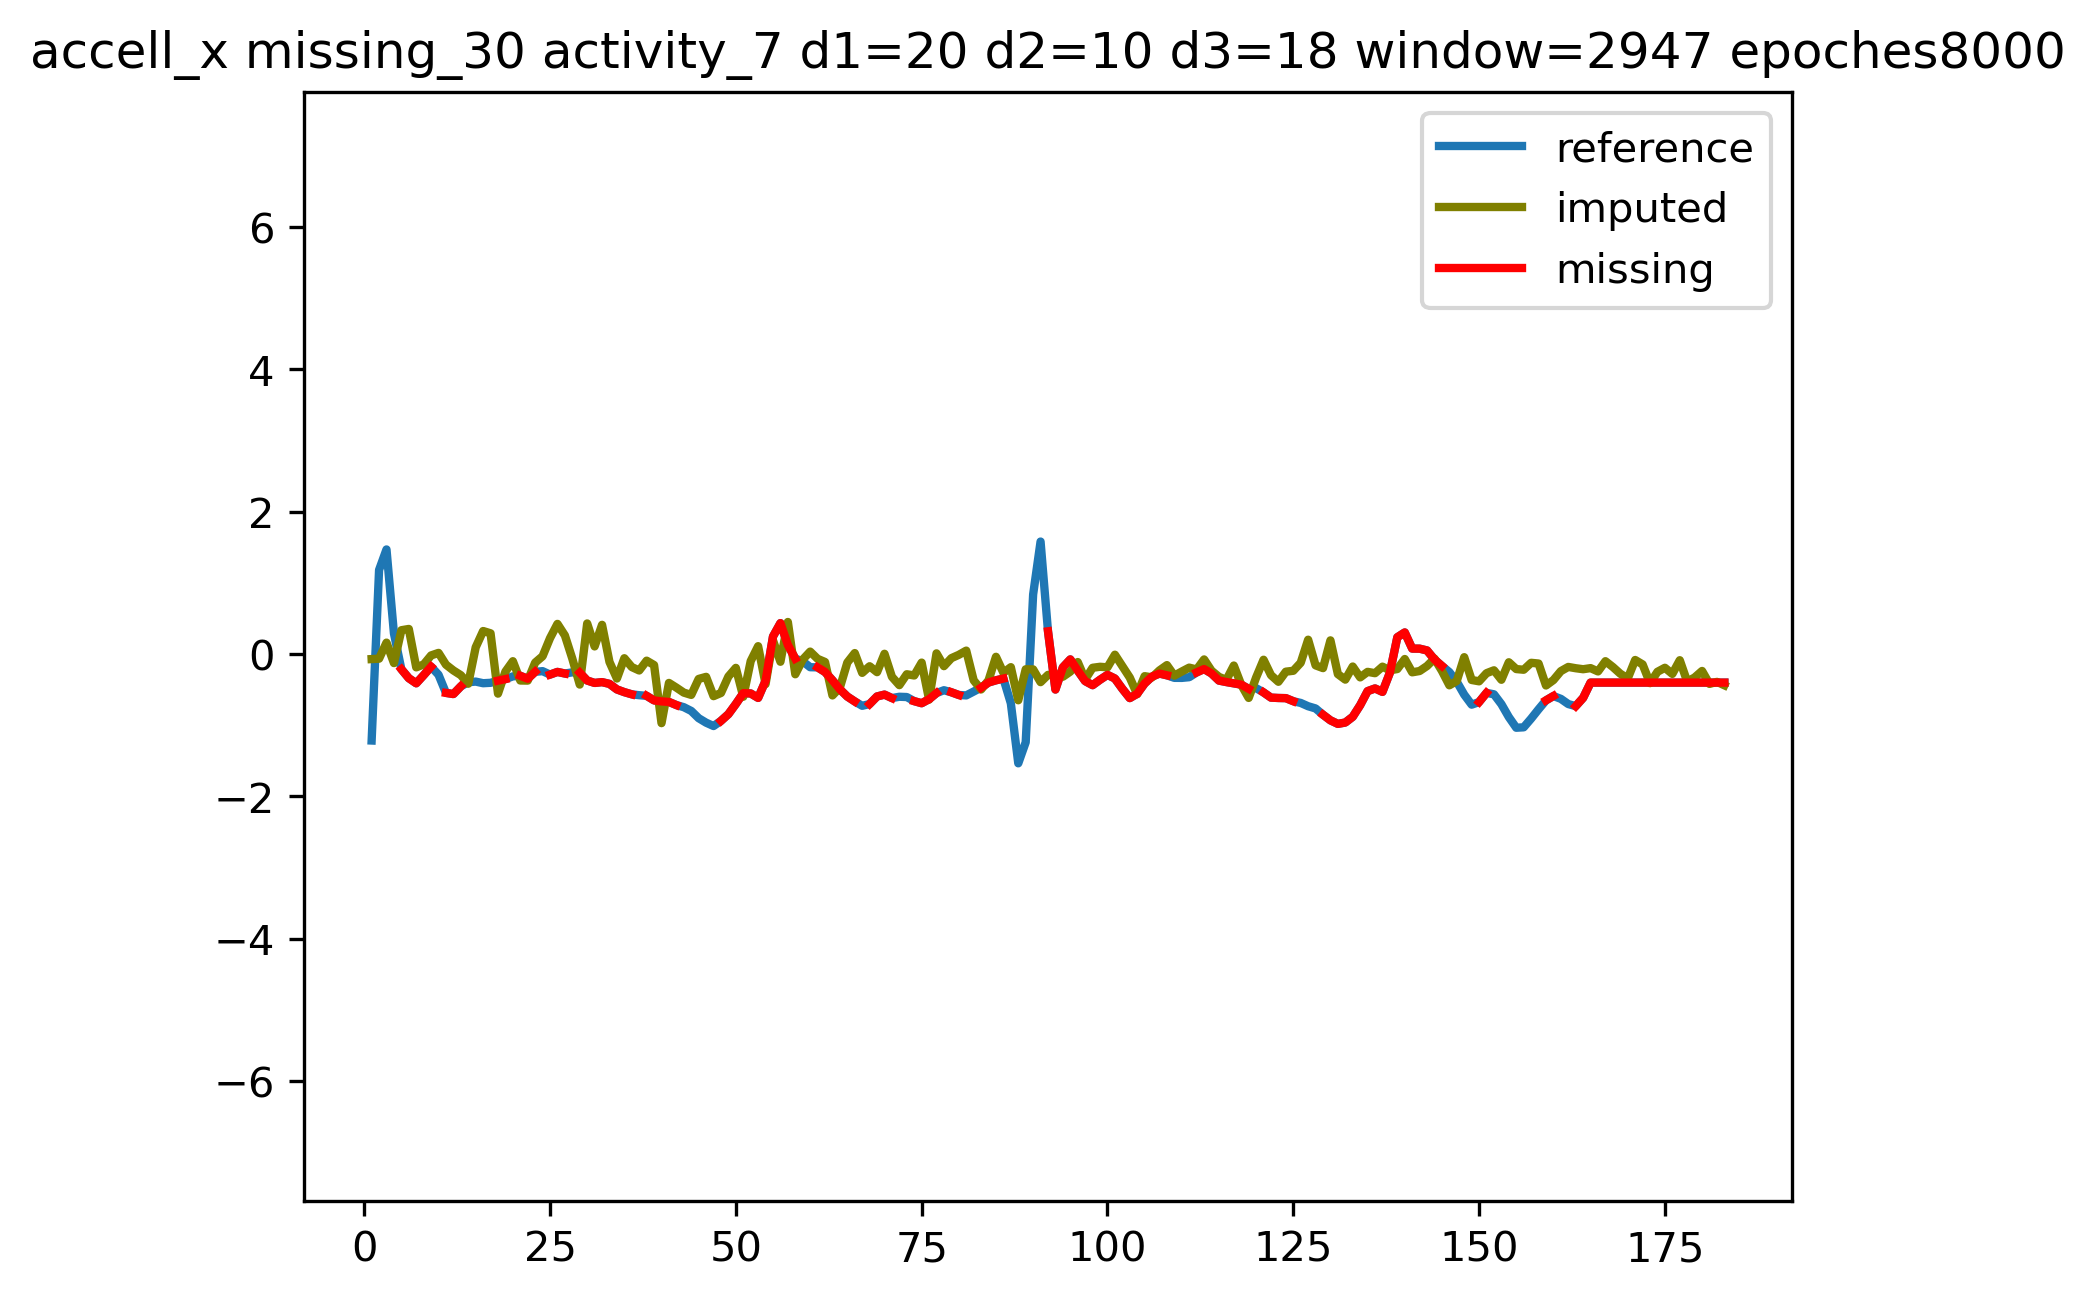 accell_x missing_30 activity_7 d1=20 d2=10 d3=18 window=2947 epoches8000
reference
imputed
missing
6
4
2
0
−2
−4
−6
0 25 50 75 100 125 150 175